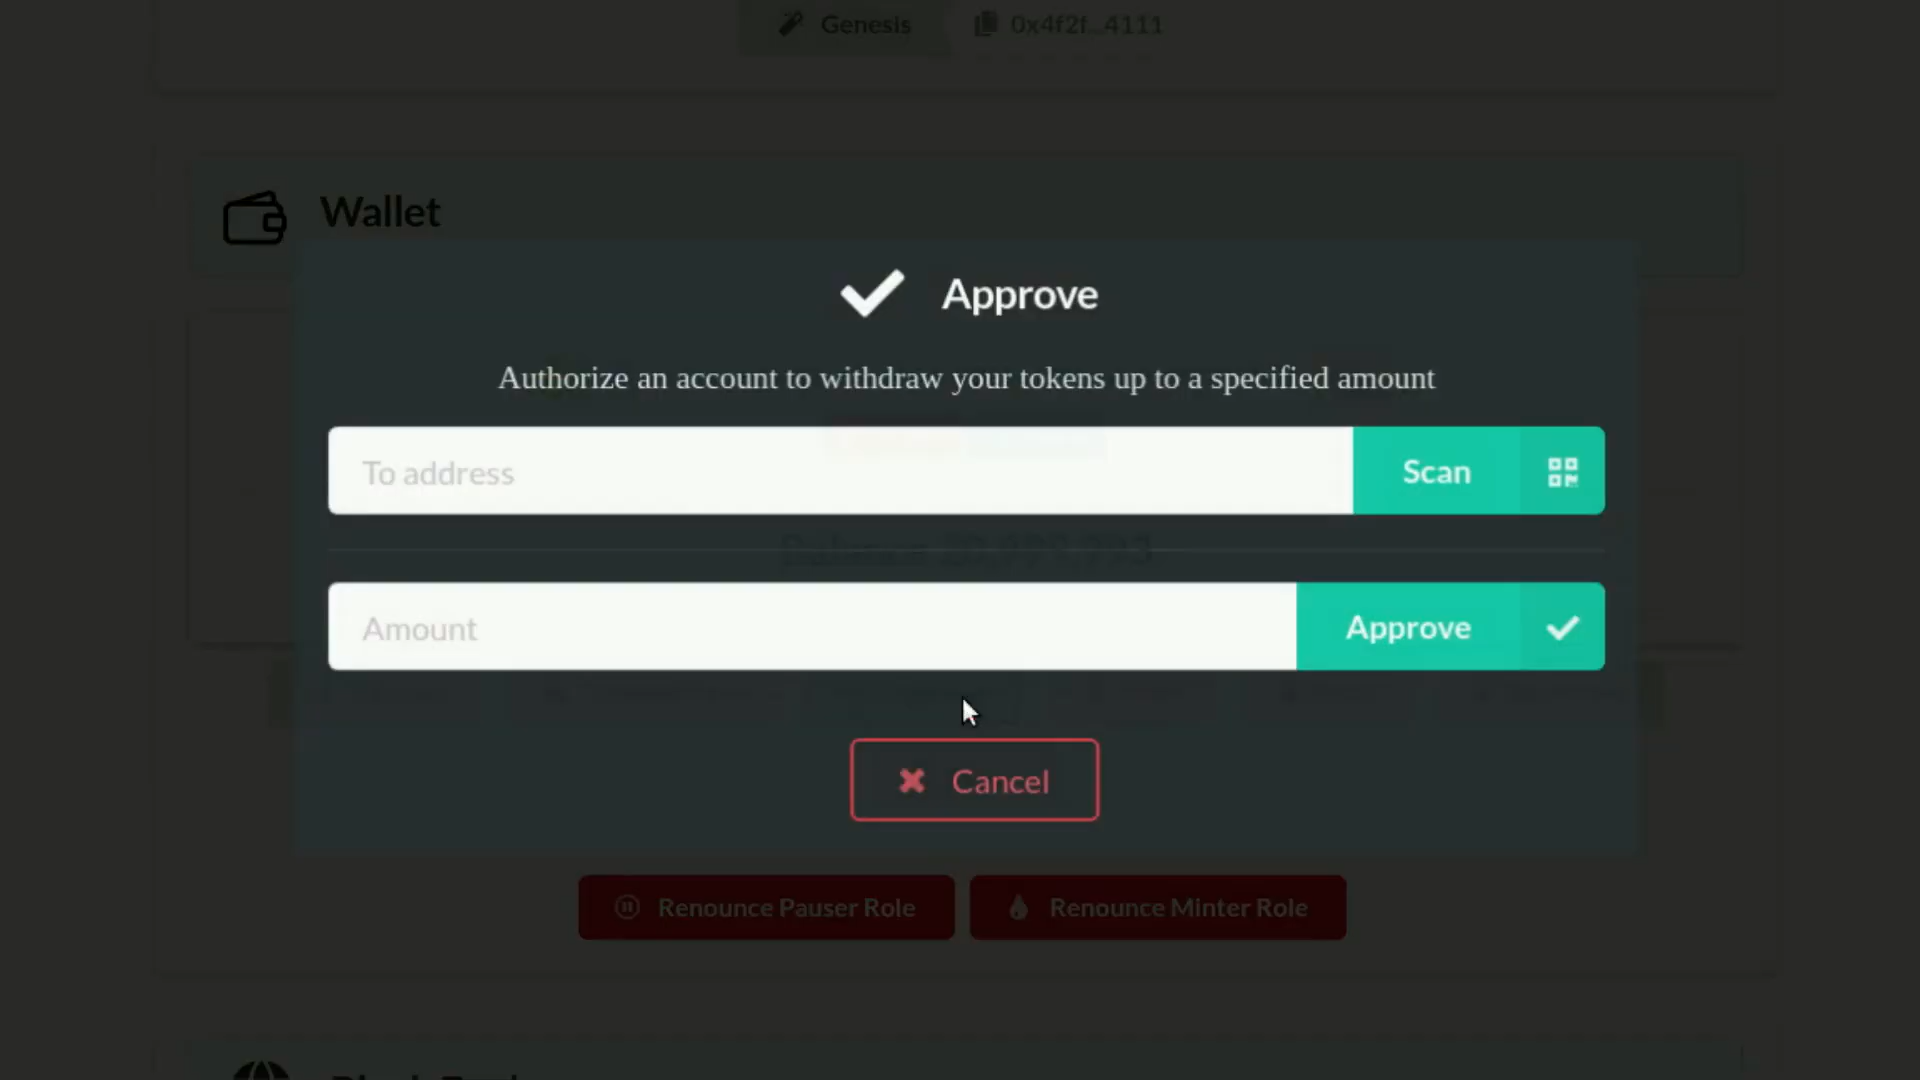 Genesis 0x4f2f...4111
Wallet
Approve
Authorize an account to withdraw your tokens up to a specified amount
To address Scan
Amount Approve
Cancel
Renounce Pauser Role Renounce Minter Role